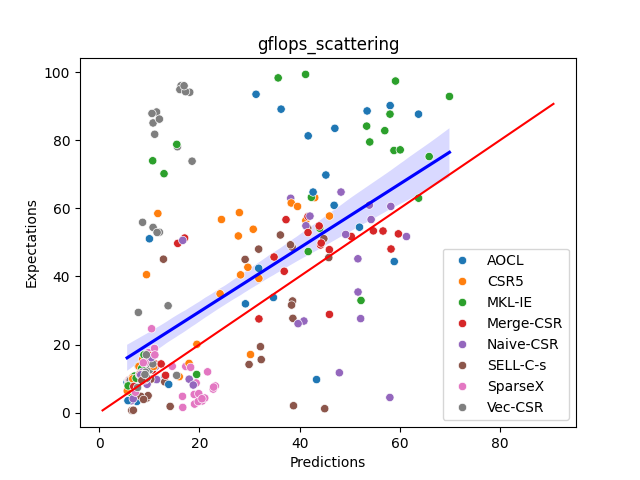 gflops_scattering
Expectations
100
80
60
40
20
0
0
20
40
60
80
Predictions
AOCL
CSR5
MKL-IE
Merge-CSR
Naive-CSR
SELL-C-s
SparseX
Vec-CSR